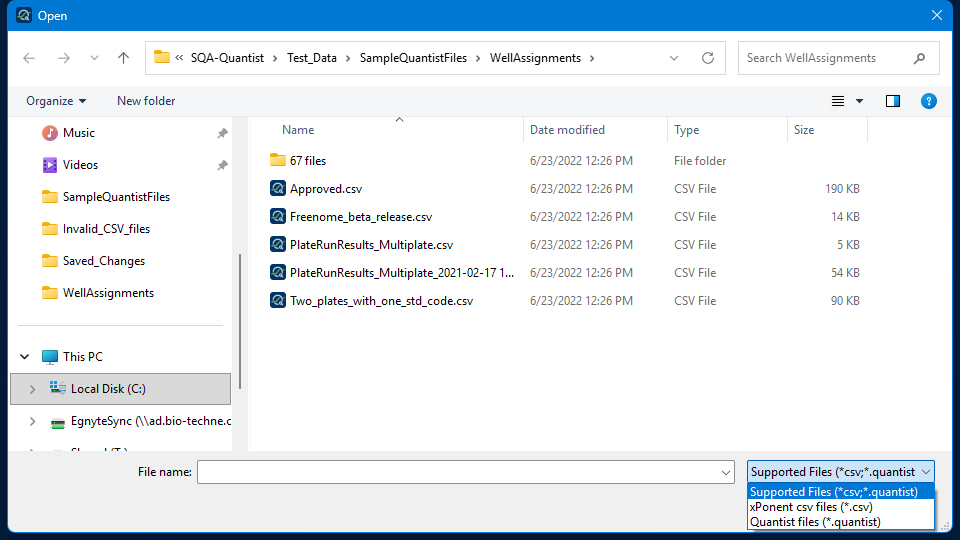 Open
« SQA-Quantist › Test_Data › SampleQuantistFiles › WellAssignments ›
Search WellAssignments
Organize New folder
?
Name Date modified Type Size
Music
Videos
SampleQuantistFiles
Invalid_CSV_files
Saved_Changes
WellAssignments
This PC
Local Disk (C:)
EgnyteSync (\\ad.bio-techne.c
67 files 6/23/2022 12:26 PM File folder
Approved.csv 6/23/2022 12:26 PM CSV File 190 KB
Freenome_beta_release.csv 6/23/2022 12:26 PM CSV File 14 KB
PlateRunResults_Multiplate.csv 6/23/2022 12:26 PM CSV File 5 KB
PlateRunResults_Multiplate_2021-02-17 1... 6/23/2022 12:26 PM CSV File 54 KB
Two_plates_with_one_std_code.csv 6/23/2022 12:26 PM CSV File 90 KB
File name:
Supported Files (*csv;*.quantist
Supported Files (*csv;*.quantist)
xPonent csv files (*.csv)
Quantist files (*.quantist)